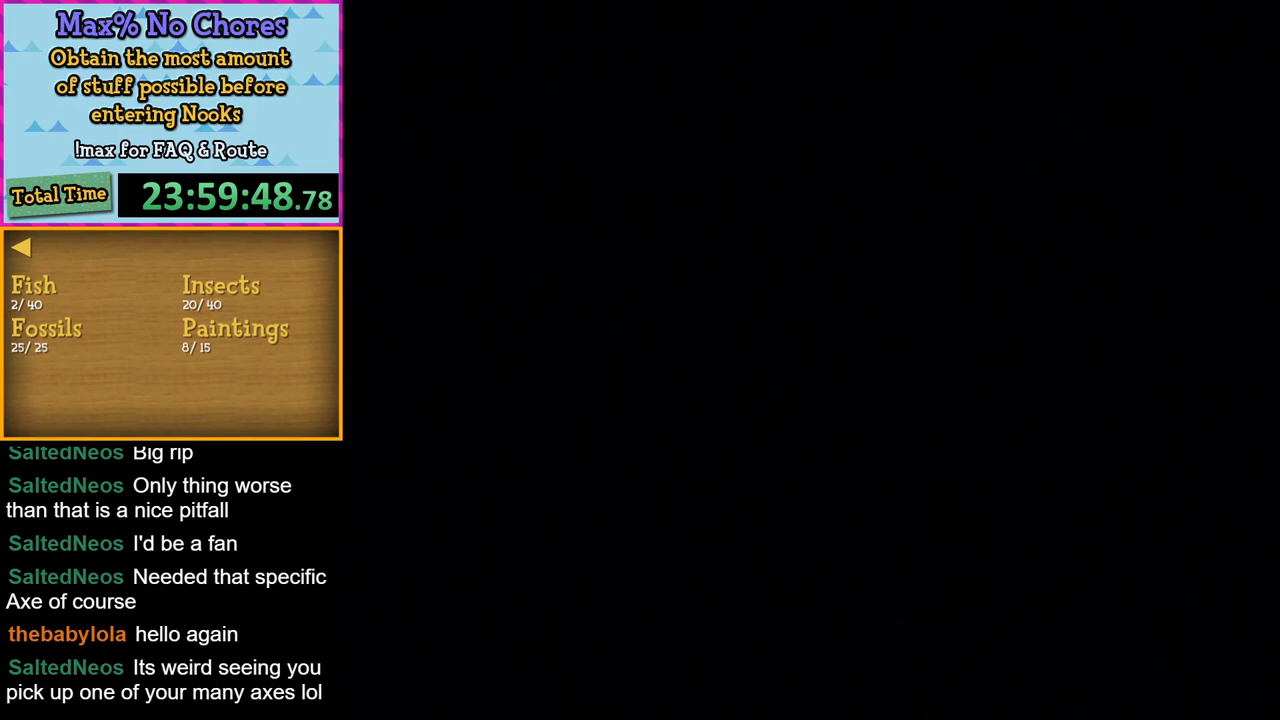 Max% No Chores
Obtain the most amount
of stuff possible before
entering Nooks
!max for FAQ & Route
Total Time
23:59:48.78
Fish
2/40
Insects
20/40
Fossils
25/25
Paintings
8/15
SaltedNeos Big rip
SaltedNeos Only thing worse
than that is a nice pitfall
SaltedNeos I'd be a fan
SaltedNeos Needed that specific
Axe of course
thebabylola hello again
SaltedNeos Its weird seeing you
pick up one of your many axes lol